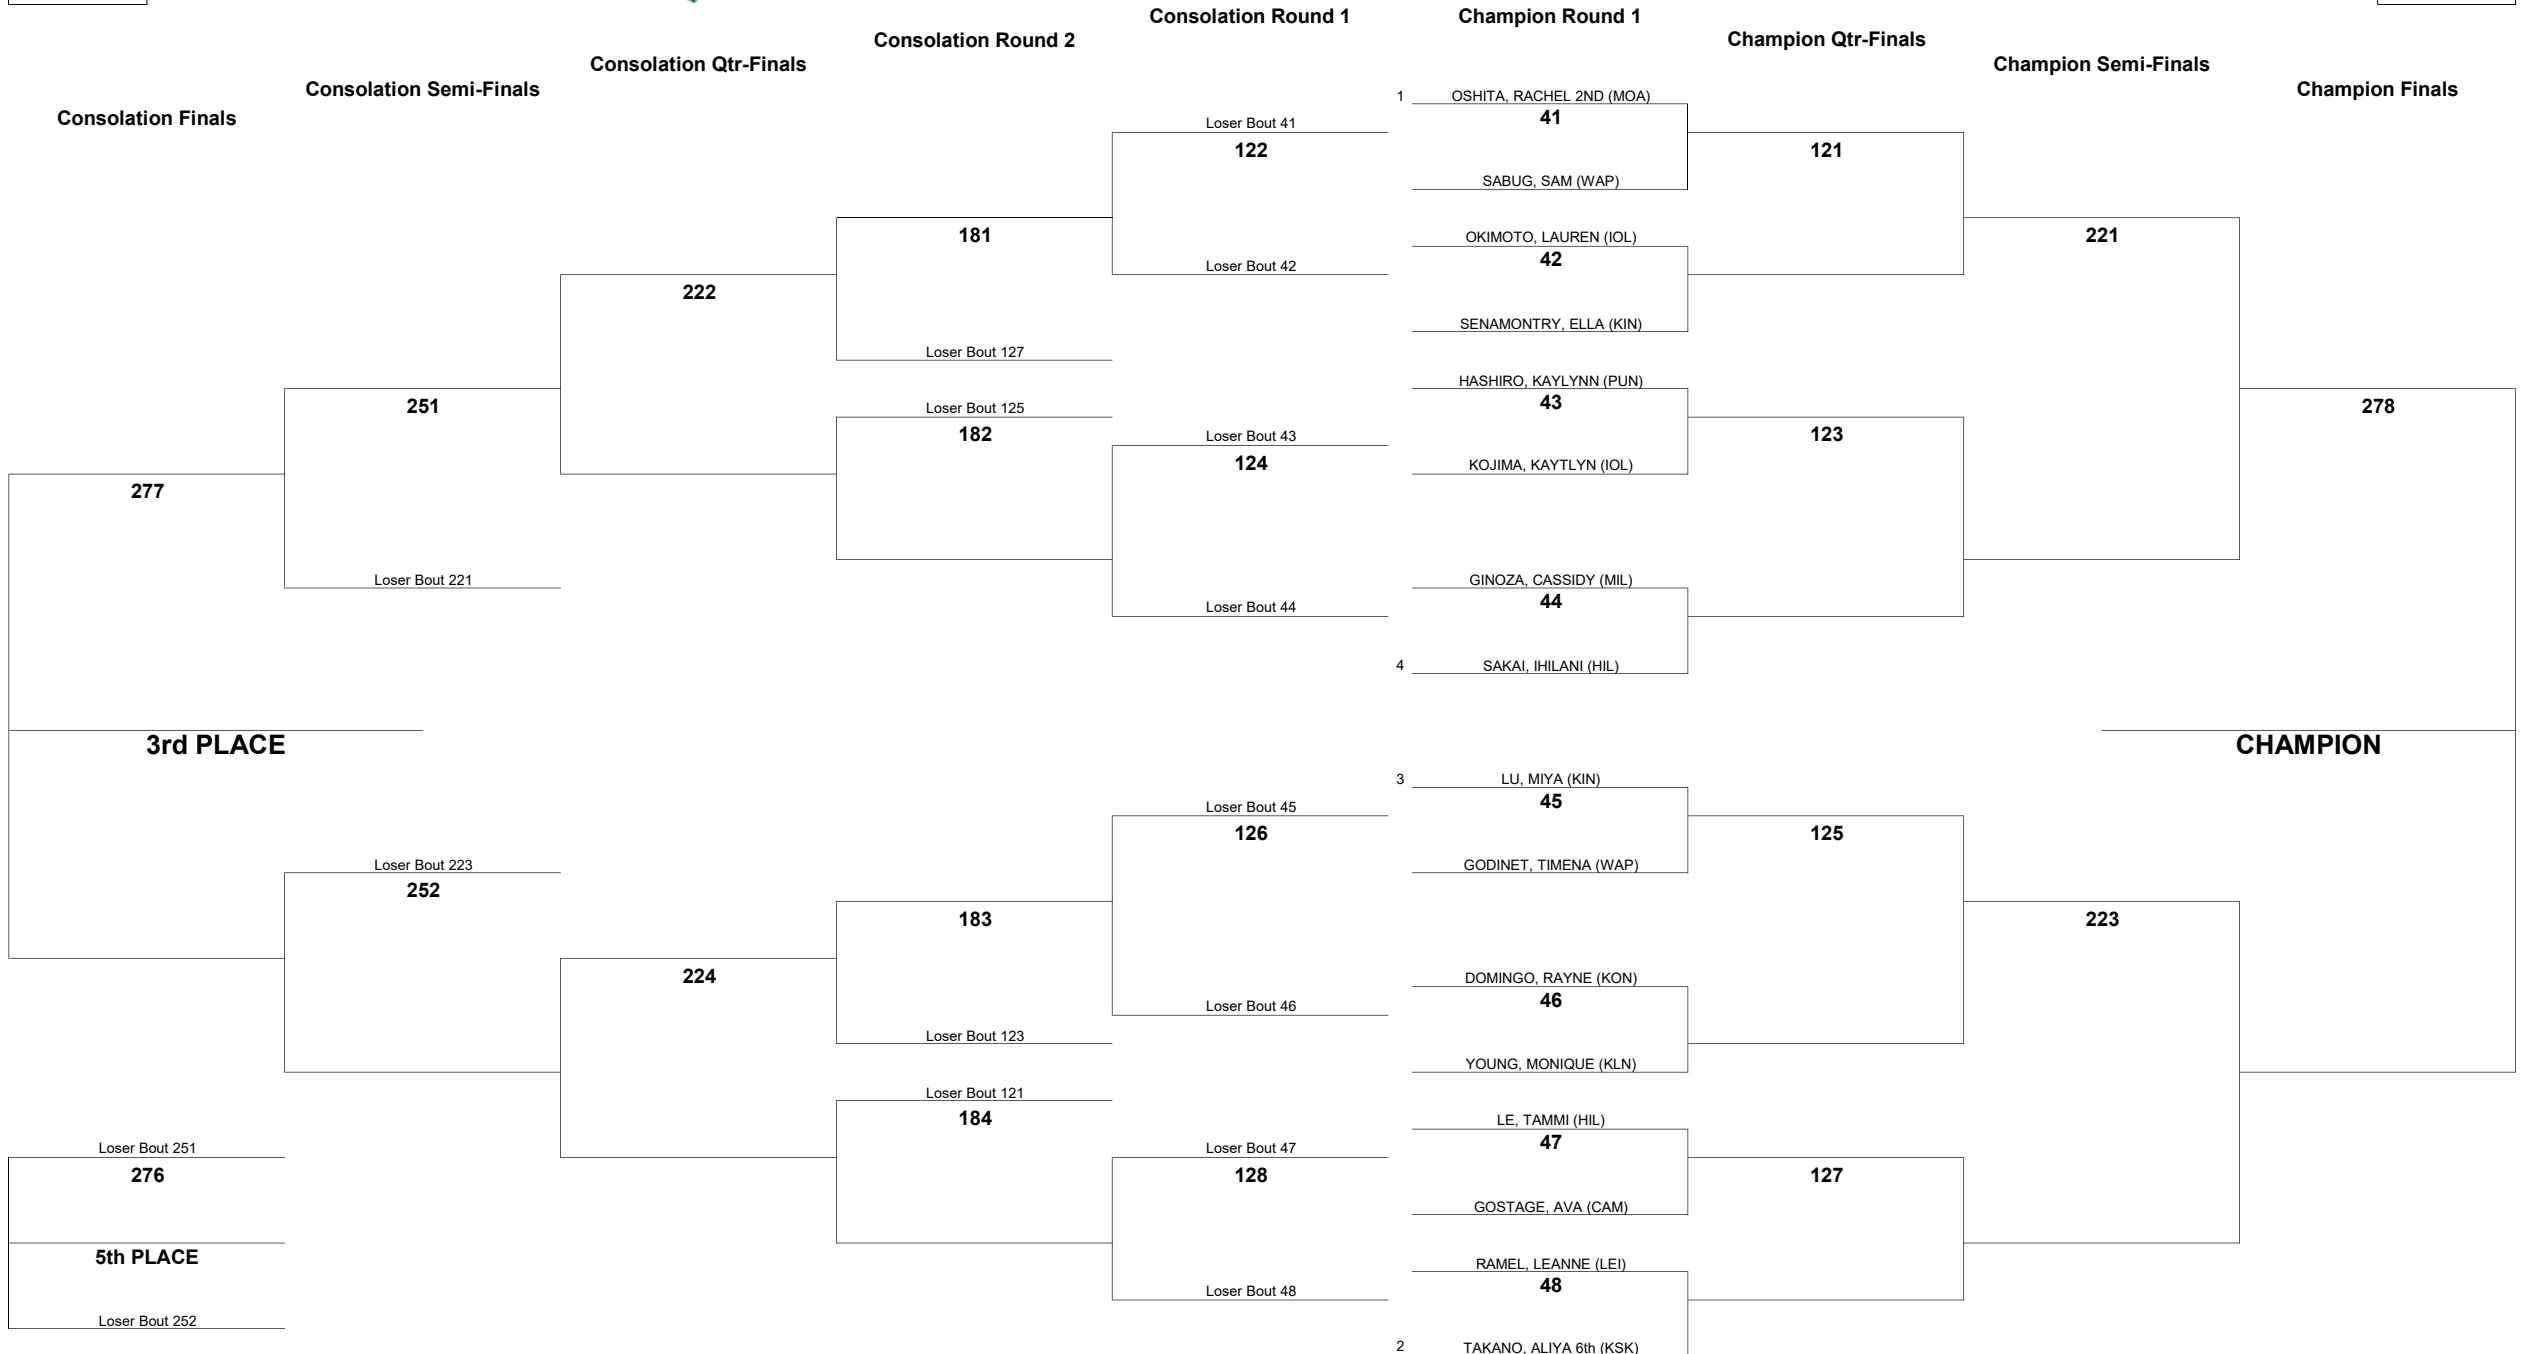 Consolation Round 1
Champion Round 1
Consolation Round 2
Champion Qtr-Finals
Consolation Qtr-Finals
Champion Semi-Finals
Consolation Semi-Finals
Champion Finals
Consolation Finals
1 OSHITA, RACHEL 2ND (MOA)
41
Loser Bout 41
122
121
SABUG, SAM (WAP)
181
OKIMOTO, LAUREN (IOL)
221
42
Loser Bout 42
222
SENAMONTRY, ELLA (KIN)
Loser Bout 127
HASHIRO, KAYLYNN (PUN)
251
43
278
Loser Bout 125
182
Loser Bout 43
123
124
KOJIMA, KAYTLYN (IOL)
277
Loser Bout 221
GINOZA, CASSIDY (MIL)
44
Loser Bout 44
4 SAKAI, IHILANI (HIL)
3rd PLACE
CHAMPION
3 LU, MIYA (KIN)
45
Loser Bout 45
126
125
Loser Bout 223
GODINET, TIMENA (WAP)
252
183
223
224
DOMINGO, RAYNE (KON)
46
Loser Bout 46
Loser Bout 123
YOUNG, MONIQUE (KLN)
Loser Bout 121
184
LE, TAMMI (HIL)
47
Loser Bout 251
Loser Bout 47
276
128
127
GOSTAGE, AVA (CAM)
5th PLACE
RAMEL, LEANNE (LEI)
48
Loser Bout 48
Loser Bout 252
2 TAKANO, ALIYA 6th (KSK)